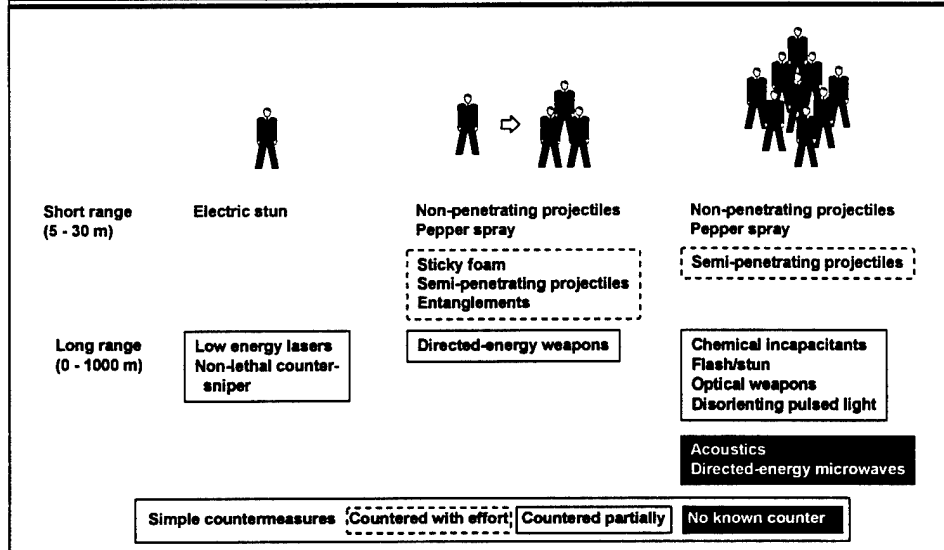 Short range
(5 - 30 m)
Electric stun
Non-penetrating projectiles
Pepper spray
Sticky foam
Semi-penetrating projectiles
Entanglements
Non-penetrating projectiles
Pepper spray
Semi-penetrating projectiles
Long range
(0 - 1000 m)
Low energy lasers
Non-lethal counter-
sniper
Directed-energy weapons
Chemical incapacitants
Flash/stun
Optical weapons
Disorienting pulsed light
Acoustics
Directed-energy microwaves
Simple countermeasures Countered with effort Countered partially No known counter